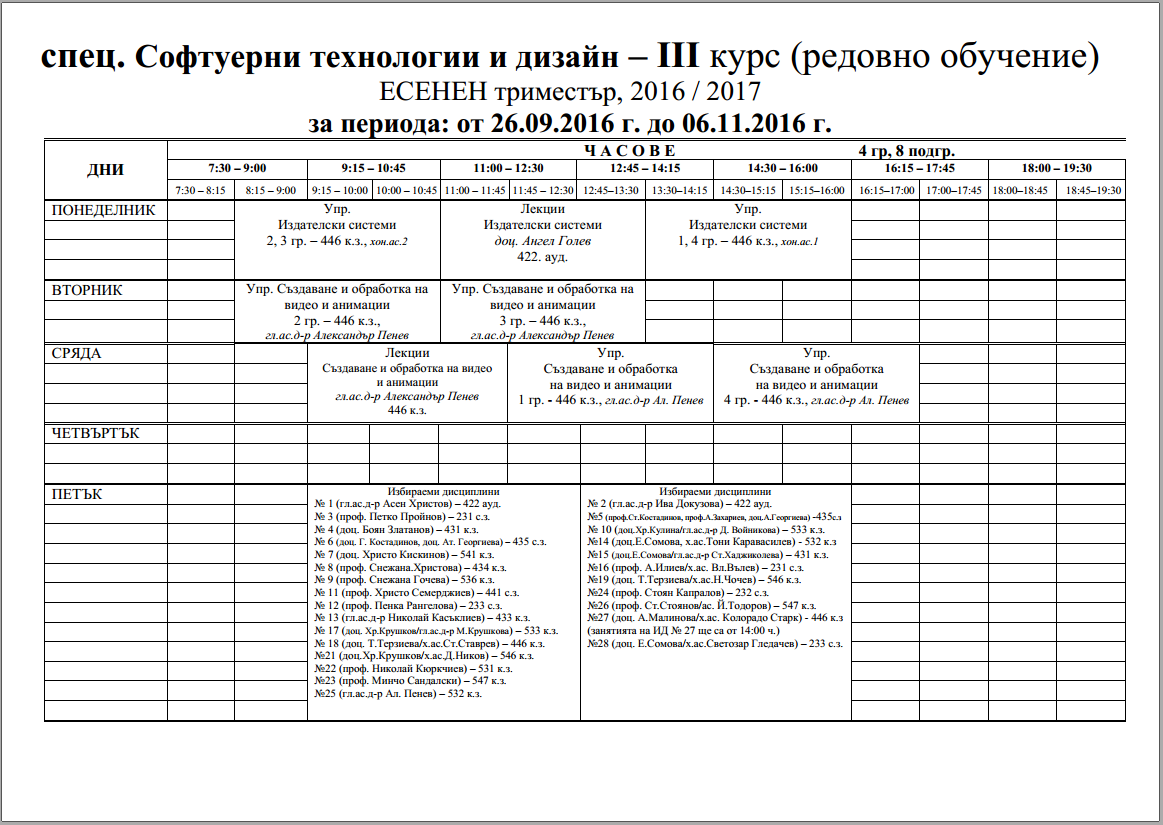 спец. Софтуерни технологии и дизайн – III курс (редовно обучение)
ЕСЕНЕН триместър, 2016 / 2017
за периода: от 26.09.2016 г. до 06.11.2016 г.
ДНИ
Ч А С О В Е 4 гр, 8 подгр.
7:30 – 9:00 9:15 – 10:45 11:00 – 12:30 12:45 – 14:15 14:30 – 16:00 16:15 – 17:45 18:00 – 19:30
7:30 – 8:15 8:15 – 9:00 9:15 – 10:00 10:00 – 10:45 11:00 – 11:45 11:45 – 12:30 12:45–13:30 13:30–14:15 14:30–15:15 15:15–16:00 16:15–17:00 17:00–17:45 18:00–18:45 18:45–19:30
ПОНЕДЕЛНИК
Упр.
Издателски системи
2, 3 гр. – 446 к.з., хон.ас.2
Лекции
Издателски системи
доц. Ангел Голев
422. ауд.
Упр.
Издателски системи
1, 4 гр. – 446 к.з., хон.ас.1
ВТОРНИК
Упр. Създаване и обработка на
видео и анимации
2 гр. – 446 к.з.,
гл.ас.д-р Александър Пенев
Упр. Създаване и обработка на
видео и анимации
3 гр. – 446 к.з.,
гл.ас.д-р Александър Пенев
СРЯДА
Лекции
Създаване и обработка на видео
и анимации
гл.ас.д-р Александър Пенев
446 к.з.
Упр.
Създаване и обработка
на видео и анимации
1 гр. - 446 к.з., гл.ас.д-р Ал. Пенев
Упр.
Създаване и обработка
на видео и анимации
4 гр. - 446 к.з., гл.ас.д-р Ал. Пенев
ЧЕТВЪРТЪК
ПЕТЪК
Избираеми дисциплини
№ 1 (гл.ас.д-р Асен Христов) – 422 ауд.
№ 3 (проф. Петко Пройнов) – 231 с.з.
№ 4 (доц. Боян Златанов) – 431 к.з.
№ 6 (доц. Г. Костадинов, доц. Ат. Георгиева) – 435 с.з.
№ 7 (доц. Христо Кискинов) – 541 к.з.
№ 8 (проф. Снежана.Христова) – 434 к.з.
№ 9 (проф. Снежана Гочева) – 536 к.з.
№ 11 (проф. Христо Семерджиев) – 441 с.з.
№ 12 (проф. Пенка Рангелова) – 233 с.з.
№ 13 (гл.ас.д-р Николай Касъклиев) – 433 к.з.
№ 17 (доц. Хр.Крушков/гл.ас.д-р М.Крушкова) – 533 к.з.
№ 18 (доц. Т.Терзиева/х.ас.Ст.Ставрев) – 446 к.з.
№21 (доц.Хр.Крушков/х.ас.Д.Ников) – 546 к.з.
№22 (проф. Николай Кюркчиев) – 531 к.з.
№23 (проф. Минчо Сандалски) – 547 к.з.
№25 (гл.ас.д-р Ал. Пенев) – 532 к.з.
Избираеми дисциплини
№ 2 (гл.ас.д-р Ива Докузова) – 422 ауд.
№5 (проф.Ст.Костадинов, проф.А.Захариев, доц.А.Георгиева) -435с.з
№ 10 (доц.Хр.Кулина/гл.ас.д-р Д. Войникова) – 533 к.з.
№14 (доц.Е.Сомова, х.ас.Тони Каравасилев) - 532 к.з
№15 (доц.Е.Сомова/гл.ас.д-р Ст.Хаджиколева) – 431 к.з.
№16 (проф. А.Илиев/х.ас. Вл.Вълев) – 231 с.з.
№19 (доц. Т.Терзиева/х.ас.Н.Чочев) – 546 к.з.
№24 (проф. Стоян Капралов) – 232 с.з.
№26 (проф. Ст.Стоянов/ас. Й.Тодоров) – 547 к.з.
№27 (доц. А.Малинова/х.ас. Колорадо Старк) - 446 к.з
(занятията на ИД № 27 ще са от 14:00 ч.)
№28 (доц. Е.Сомова/х.ас.Светозар Гледачев) – 233 с.з.